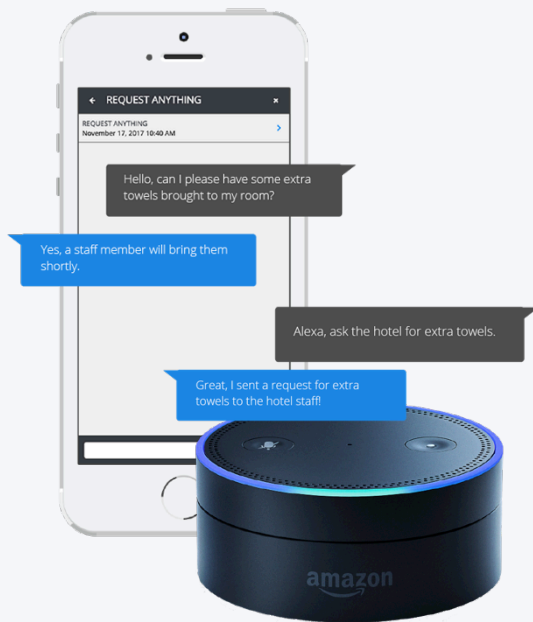 REQUEST ANYTHING
REQUEST ANYTHING
November 17, 2017 10:40 AM
Hello, can I please have some extra
towels brought to my room?
Yes, a staff member will bring them
shortly.
Alexa, ask the hotel for extra towels.
Great, I sent a request for extra
towels to the hotel staff!
amazon